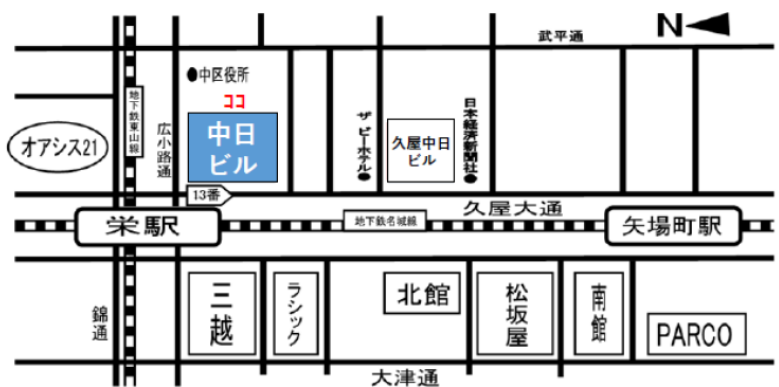 武平通
N
●中区役所
ココ
中日
ビル
地下鉄東山線
広小路通
オアシス21
ザ ビーホテル●
久屋中日
ビル
日本経済新聞社●
13番
久屋大通
栄駅
地下鉄名城線
矢場町駅
三越
ラシック
北館
松坂屋
南館
PARCO
錦通
大津通